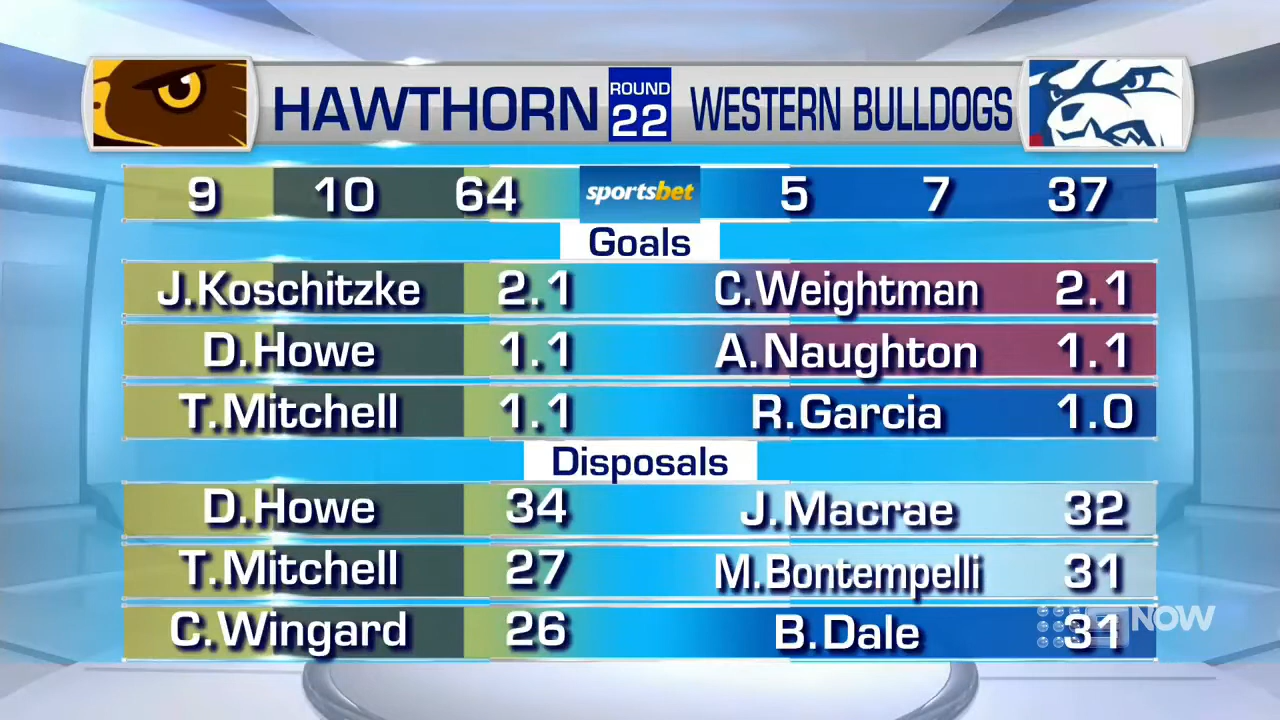 HAWTHORN ROUND 22 WESTERN BULLDOGS
9 10 64 sportsbet 5 7 37
Goals
J.Koschitzke 2.1 C.Weightman 2.1
D.Howe 1.1 A.Naughton 1.1
T.Mitchell 1.1 R.Garcia 1.0
Disposals
D.Howe 34 J.Macrae 32
T.Mitchell 27 M.Bontempelli 31
C.Wingard 26 B.Dale 31
9 NOW